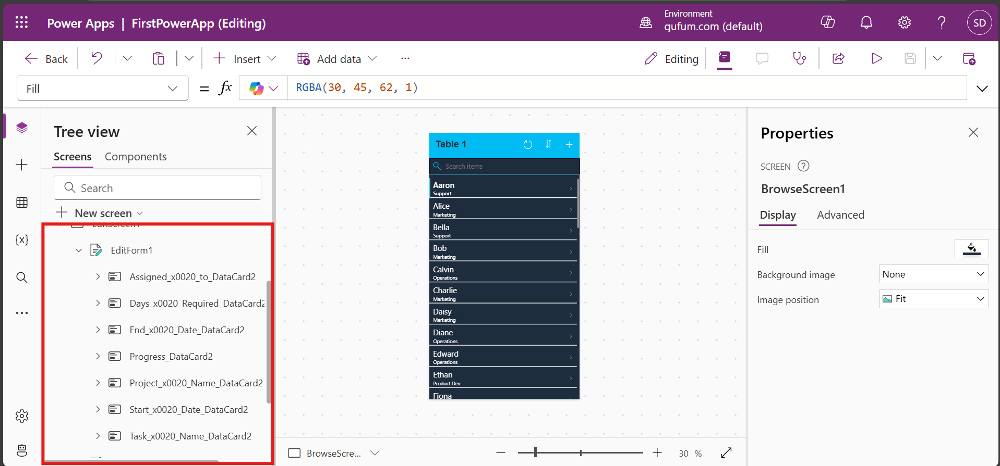 Power Apps | FirstPowerApp (Editing)
Environment
qufum.com (default)
SD
Back
Insert
Add data
Editing
Fill
= fx
RGBA(30, 45, 62, 1)
Tree view
Screens
Components
Search
New screen
EditScreen1
EditForm1
Assigned_x0020_to_DataCard2
Days_x0020_Required_DataCard2
End_x0020_Date_DataCard2
Progress_DataCard2
Project_x0020_Name_DataCard2
Start_x0020_Date_DataCard2
Task_x0020_Name_DataCard2
Table 1
Search items
Aaron
Support
Alice
Marketing
Bella
Support
Bob
Marketing
Calvin
Operations
Charlie
Marketing
Daisy
Marketing
Diane
Operations
Edward
Operations
Ethan
Product Dev
Fiona
BrowseScre...
30 %
Properties
SCREEN
BrowseScreen1
Display
Advanced
Fill
Background image
None
Image position
Fit